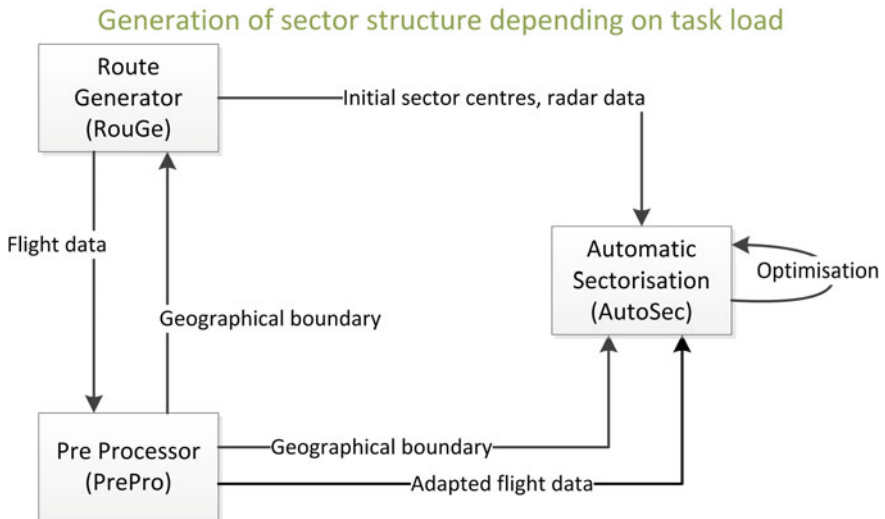 Generation of sector structure depending on task load
Route
Generator
(RouGe)
Initial sector centres, radar data
Flight data
Automatic
Sectorisation
(AutoSec)
Optimisation
Geographical boundary
Pre Processor
(PrePro)
Geographical boundary
Adapted flight data